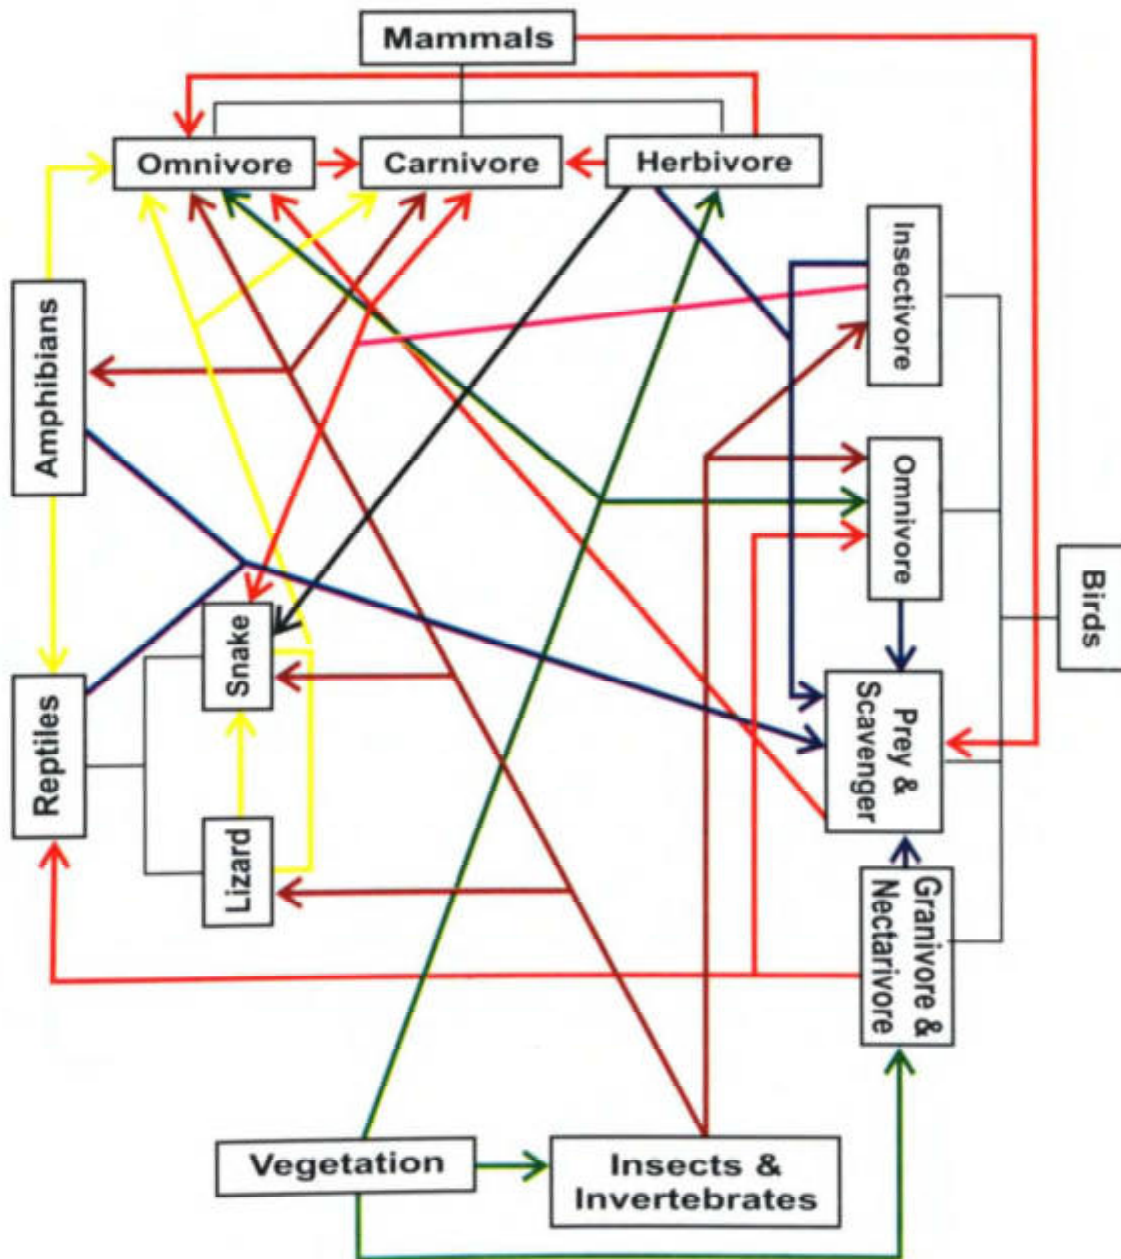 Mammals
Omnivore
Carnivore
Herbivore
Insectivore
Amphibians
Omnivore
Birds
Snake
Prey &
Scavenger
Reptiles
Lizard
Granivore &
Nectarivore
Vegetation
Insects &
Invertebrates